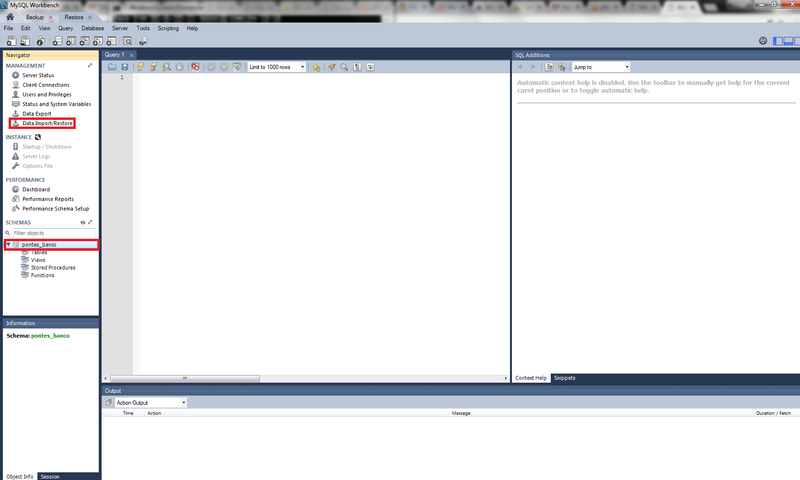 MySQL Workbench
Backup Restore ×
File Edit View Query Database Server Tools Scripting Help
Navigator
MANAGEMENT
Server Status
Client Connections
Users and Privileges
Status and System Variables
Data Export
Data Import/Restore
INSTANCE
Startup / Shutdown
Server Logs
Options File
PERFORMANCE
Dashboard
Performance Reports
Performance Schema Setup
SCHEMAS
Filter objects
pontes_banco
Tables
Views
Stored Procedures
Functions
Information
Schema: pontes_banco
Object Info Session
Query 1 ×
Limit to 1000 rows
1
SQL Additions
Jump to
Automatic context help is disabled. Use the toolbar to manually get help for the current
caret position or to toggle automatic help.
Context Help Snippets
Output
Action Output
Time Action Message Duration / Fetch